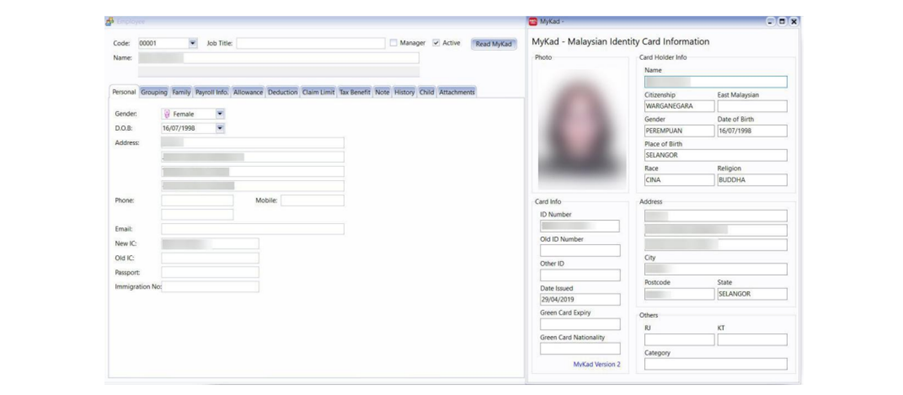 Employee
Code: 00001 Job Title: Manager Active Read MyKad
Name:
Personal Grouping Family Payroll Info Allowance Deduction Claim Limit Tax Benefit Note History Child Attachments
Gender: Female
D.O.B: 16/07/1998
Address:
Phone: Mobile:
Email:
New IC:
Old IC:
Passport:
Immigration No:
MyKad -
MyKad - Malaysian Identity Card Information
Photo
Card Holder Info
Name
Citizenship East Malaysian
WARGANEGARA
Gender Date of Birth
PEREMPUAN 16/07/1998
Place of Birth
SELANGOR
Race Religion
CINA BUDDHA
Card Info
ID Number
Old ID Number
Other ID
Date Issued
29/04/2019
Green Card Expiry
Green Card Nationality
MyKad Version 2
Address
City
Postcode State
SELANGOR
Others
RJ KT
Category